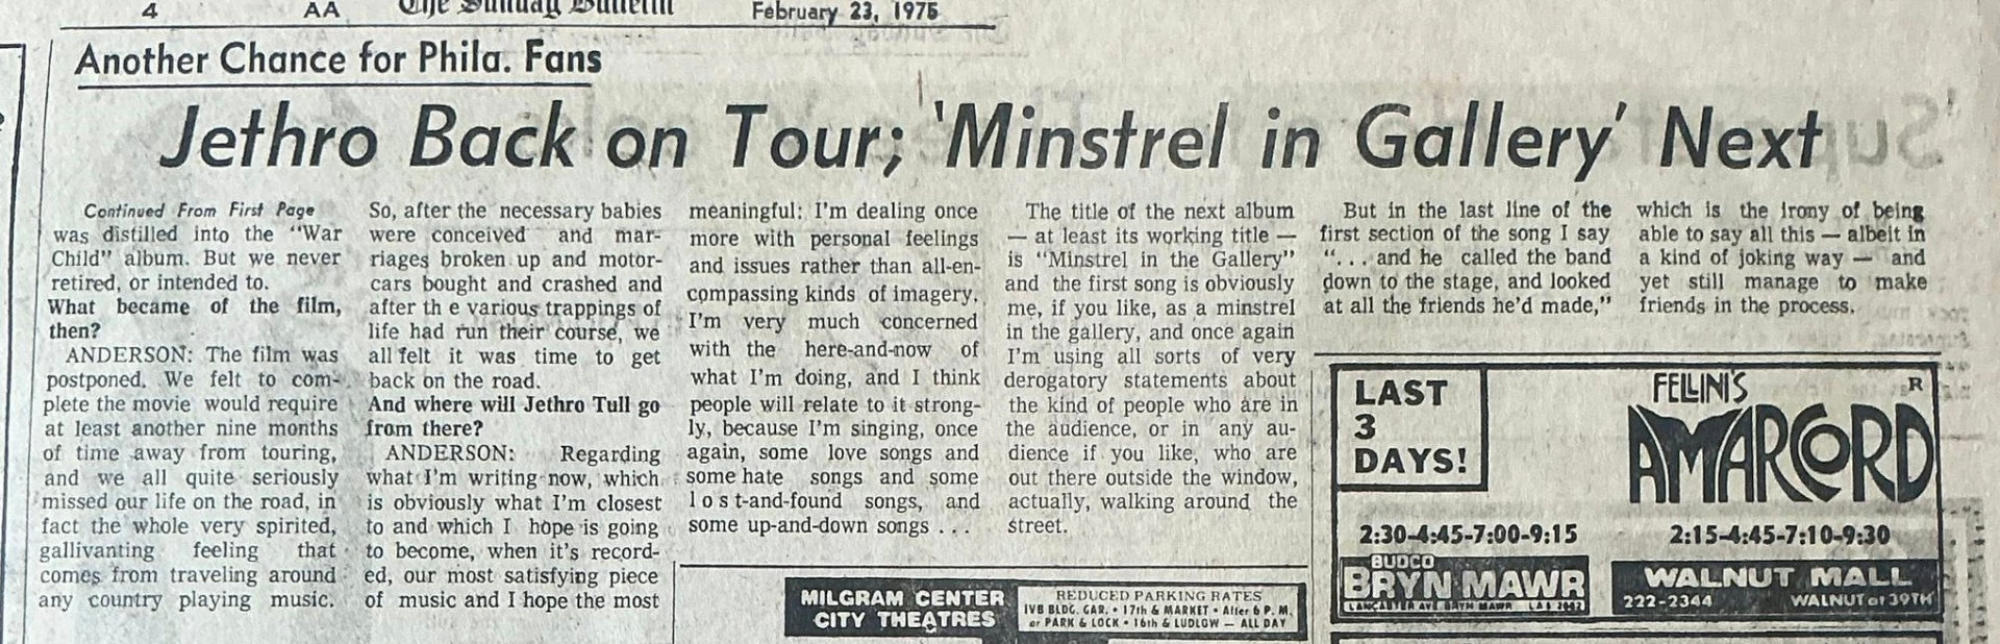 4 AA The Sunday Bulletin February 23, 1975
Another Chance for Phila. Fans
Jethro Back on Tour; 'Minstrel in Gallery' Next
Continued From First Page
was distilled into the "War
Child" album. But we never
retired, or intended to.
What became of the film,
then?
ANDERSON: The film was
postponed. We felt to com-
plete the movie would require
at least another nine months
of time away from touring,
and we all quite seriously
missed our life on the road, in
fact the whole very spirited,
gallivanting feeling that
comes from traveling around
any country playing music.
So, after the necessary babies
were conceived and mar-
riages broken up and motor-
cars bought and crashed and
after th e various trappings of
life had run their course, we
all felt it was time to get
back on the road.
And where will Jethro Tull go
from there?
ANDERSON: Regarding
what I'm writing now, which
is obviously what I'm closest
to and which I hope is going
to become, when it's record-
ed, our most satisfying piece
of music and I hope the most
meaningful: I'm dealing once
more with personal feelings
and issues rather than all-en-
compassing kinds of imagery.
I'm very much concerned
with the here-and-now of
what I'm doing, and I think
people will relate to it strong-
ly, because I'm singing, once
again, some love songs and
some hate songs and some
l o s t-and-found songs, and
some up-and-down songs . . .
The title of the next album
— at least its working title —
is "Minstrel in the Gallery"
and the first song is obviously
me, if you like, as a minstrel
in the gallery, and once again
I'm using all sorts of very
derogatory statements about
the kind of people who are in
the audience, or in any au-
dience if you like, who are
out there outside the window,
actually, walking around the
street.
But in the last line of the
first section of the song I say
". . . and he called the band
down to the stage, and looked
at all the friends he'd made,"
which is the irony of being
able to say all this — albeit in
a kind of joking way — and
yet still manage to make
friends in the process.
LAST
3
DAYS!
FELLINI'S R
AMARCORD
2:30-4:45-7:00-9:15
BUDCO
BRYN MAWR
LANCASTER AVE BRYN MAWR
2:15-4:45-7:10-9:30
WALNUT MALL
222-2344 WALNUT at 39TH
MILGRAM CENTER
CITY THEATRES
REDUCED PARKING RATES
IVB BLDG. GAR. • 17th & MARKET • After 6 P. M.
or PARK & LOCK • 16th & LUDLOW — ALL DAY